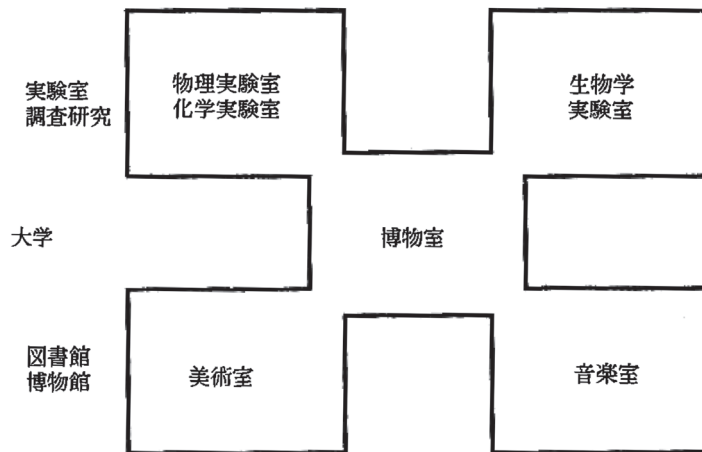 実験室
調査研究
物理実験室
化学実験室
生物学
実験室
大学
博物室
図書館
博物館
美術室
音楽室